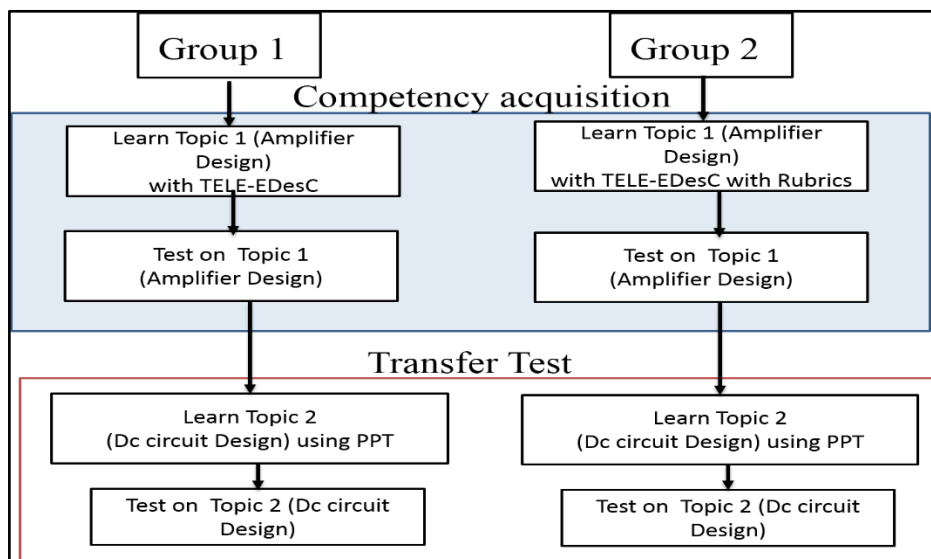 Group 1
Group 2
Competency acquisition
Learn Topic 1 (Amplifier
Design)
with TELE-EDesC
Learn Topic 1 (Amplifier
Design)
with TELE-EDesC with Rubrics
Test on Topic 1
(Amplifier Design)
Test on Topic 1
(Amplifier Design)
Transfer Test
Learn Topic 2
(Dc circuit Design) using PPT
Learn Topic 2
(Dc circuit Design) using PPT
Test on Topic 2 (Dc circuit
Design)
Test on Topic 2 (Dc circuit
Design)